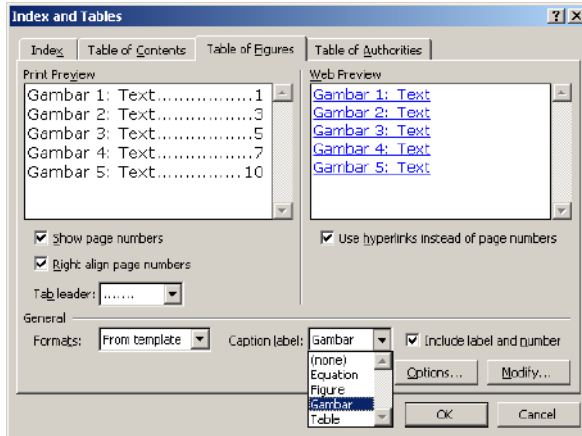 Index and Tables
Index Table of Contents Table of Figures Table of Authorities
Print Preview
Gambar 1: Text.................1
Gambar 2: Text.................3
Gambar 3: Text.................5
Gambar 4: Text.................7
Gambar 5: Text...............10
Web Preview
Gambar 1: Text
Gambar 2: Text
Gambar 3: Text
Gambar 4: Text
Gambar 5: Text
Show page numbers
Right align page numbers
Tab leader: .......
Use hyperlinks instead of page numbers
General
Formats: From template Caption label: Gambar Include label and number
(none)
Equation
Figure
Gambar
Table
Options... Modify...
OK Cancel